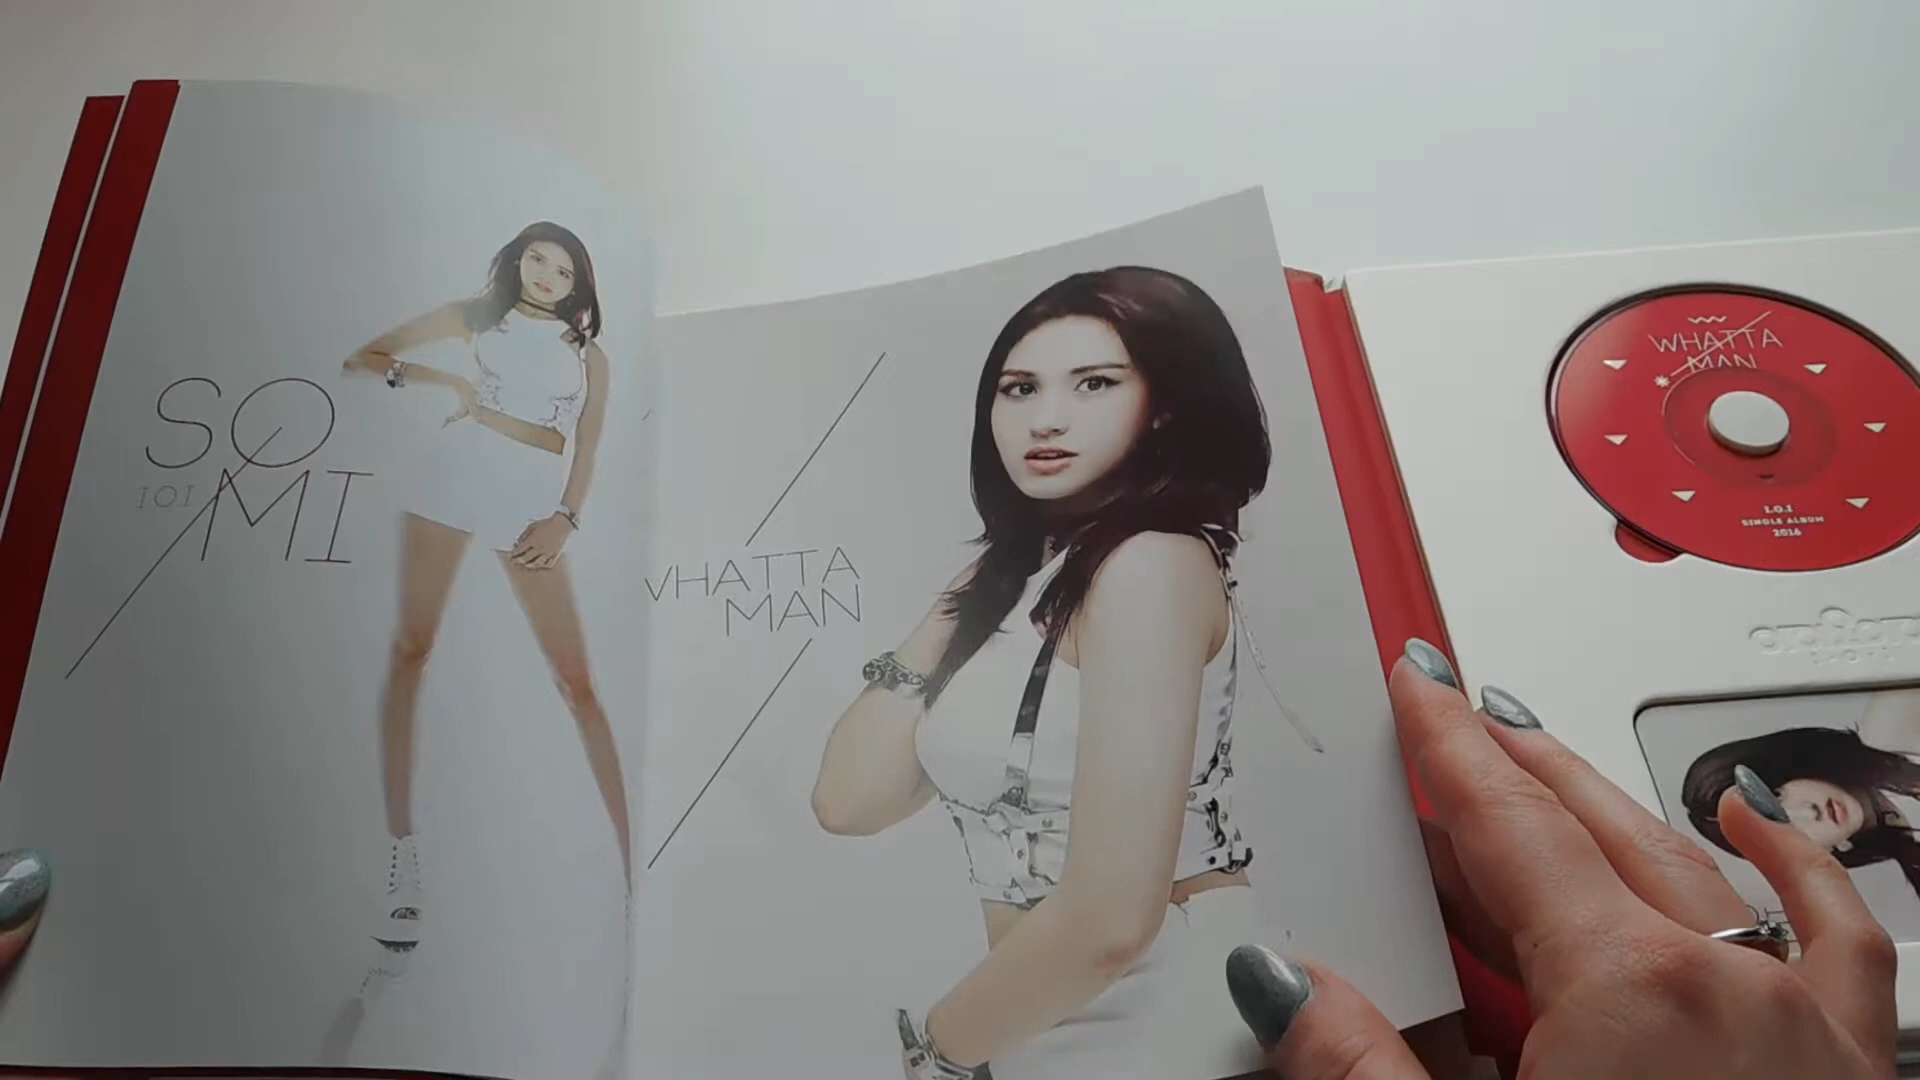 SO
IOI MI
WHATTA
MAN
WHATTA
MAN
I.O.I
SINGLE ALBUM
2016